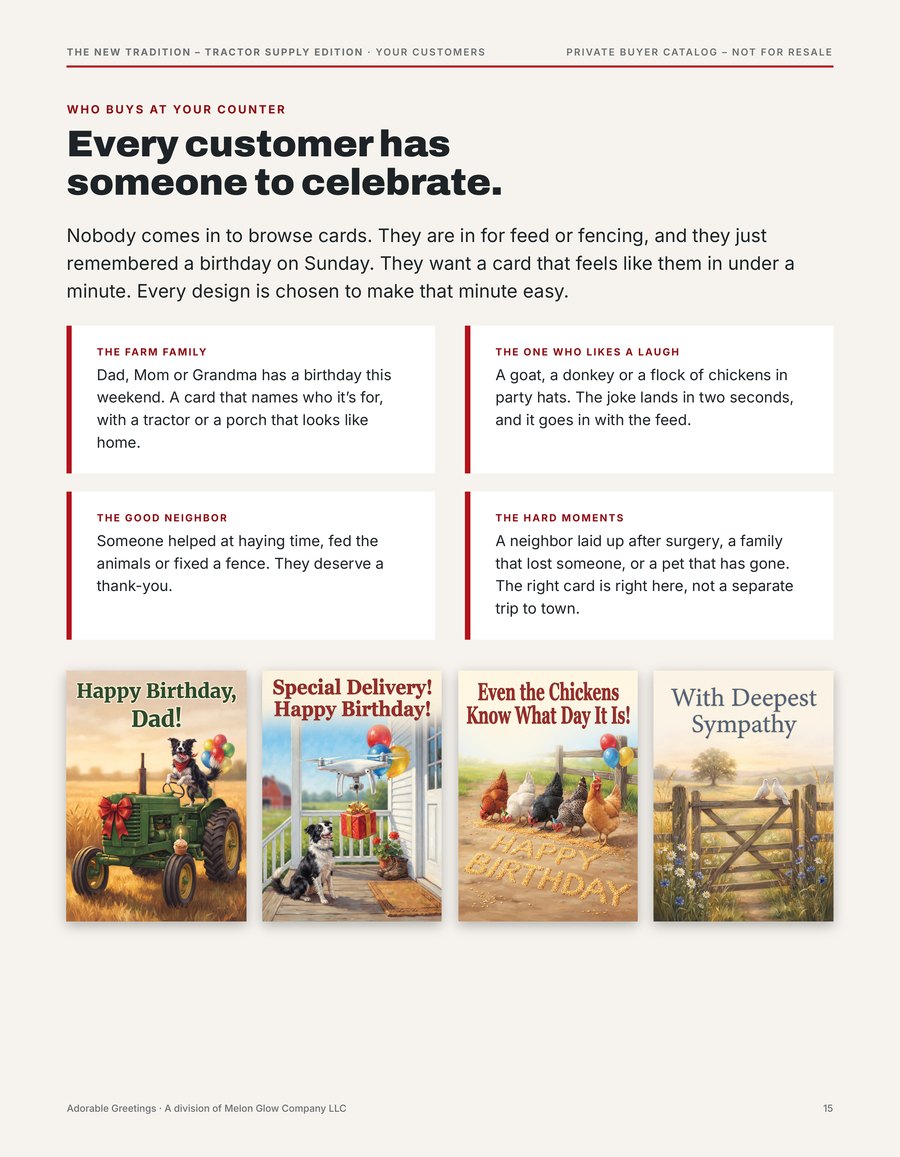 THE NEW TRADITION – TRACTOR SUPPLY EDITION · YOUR CUSTOMERS
PRIVATE BUYER CATALOG – NOT FOR RESALE
WHO BUYS AT YOUR COUNTER
Every customer has
someone to celebrate.
Nobody comes in to browse cards. They are in for feed or fencing, and they just
remembered a birthday on Sunday. They want a card that feels like them in under a
minute. Every design is chosen to make that minute easy.
THE FARM FAMILY
Dad, Mom or Grandma has a birthday this
weekend. A card that names who it’s for,
with a tractor or a porch that looks like
home.
THE ONE WHO LIKES A LAUGH
A goat, a donkey or a flock of chickens in
party hats. The joke lands in two seconds,
and it goes in with the feed.
THE GOOD NEIGHBOR
Someone helped at haying time, fed the
animals or fixed a fence. They deserve a
thank-you.
THE HARD MOMENTS
A neighbor laid up after surgery, a family
that lost someone, or a pet that has gone.
The right card is right here, not a separate
trip to town.
Happy Birthday,
Dad!
Special Delivery!
Happy Birthday!
Even the Chickens
Know What Day It Is!
HAPPY
BIRTHDAY
With Deepest
Sympathy
Adorable Greetings · A division of Melon Glow Company LLC
15